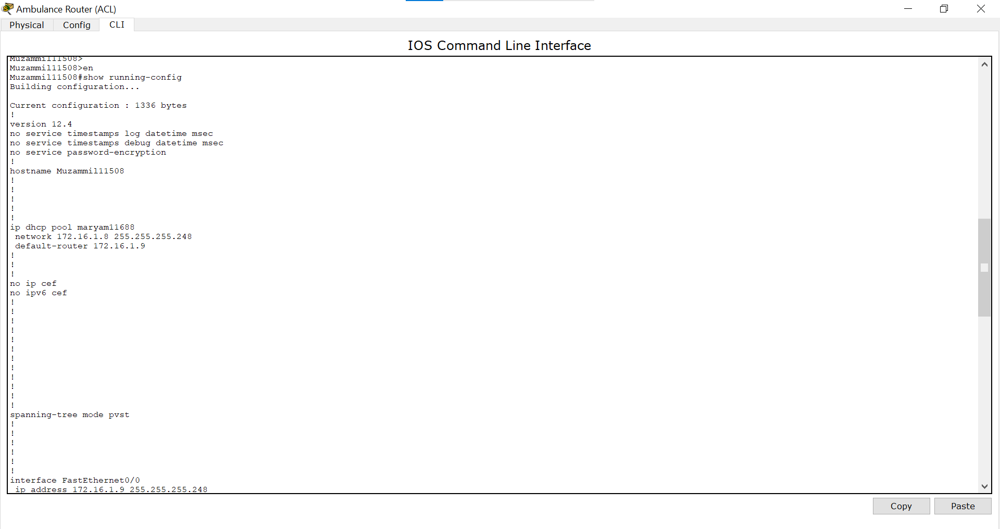 Ambulance Router (ACL)
Physical Config CLI
IOS Command Line Interface
Muzammil11508>
Muzammil11508>en
Muzammil11508#show running-config
Building configuration...
Current configuration : 1336 bytes
!
version 12.4
no service timestamps log datetime msec
no service timestamps debug datetime msec
no service password-encryption
!
hostname Muzammil11508
!
!
!
!
!
ip dhcp pool maryam11688
network 172.16.1.8 255.255.255.248
default-router 172.16.1.9
!
!
!
no ip cef
no ipv6 cef
!
!
!
!
!
!
!
!
!
!
!
!
spanning-tree mode pvst
!
!
!
!
!
!
interface FastEthernet0/0
ip address 172.16.1.9 255.255.255.248
Copy Paste